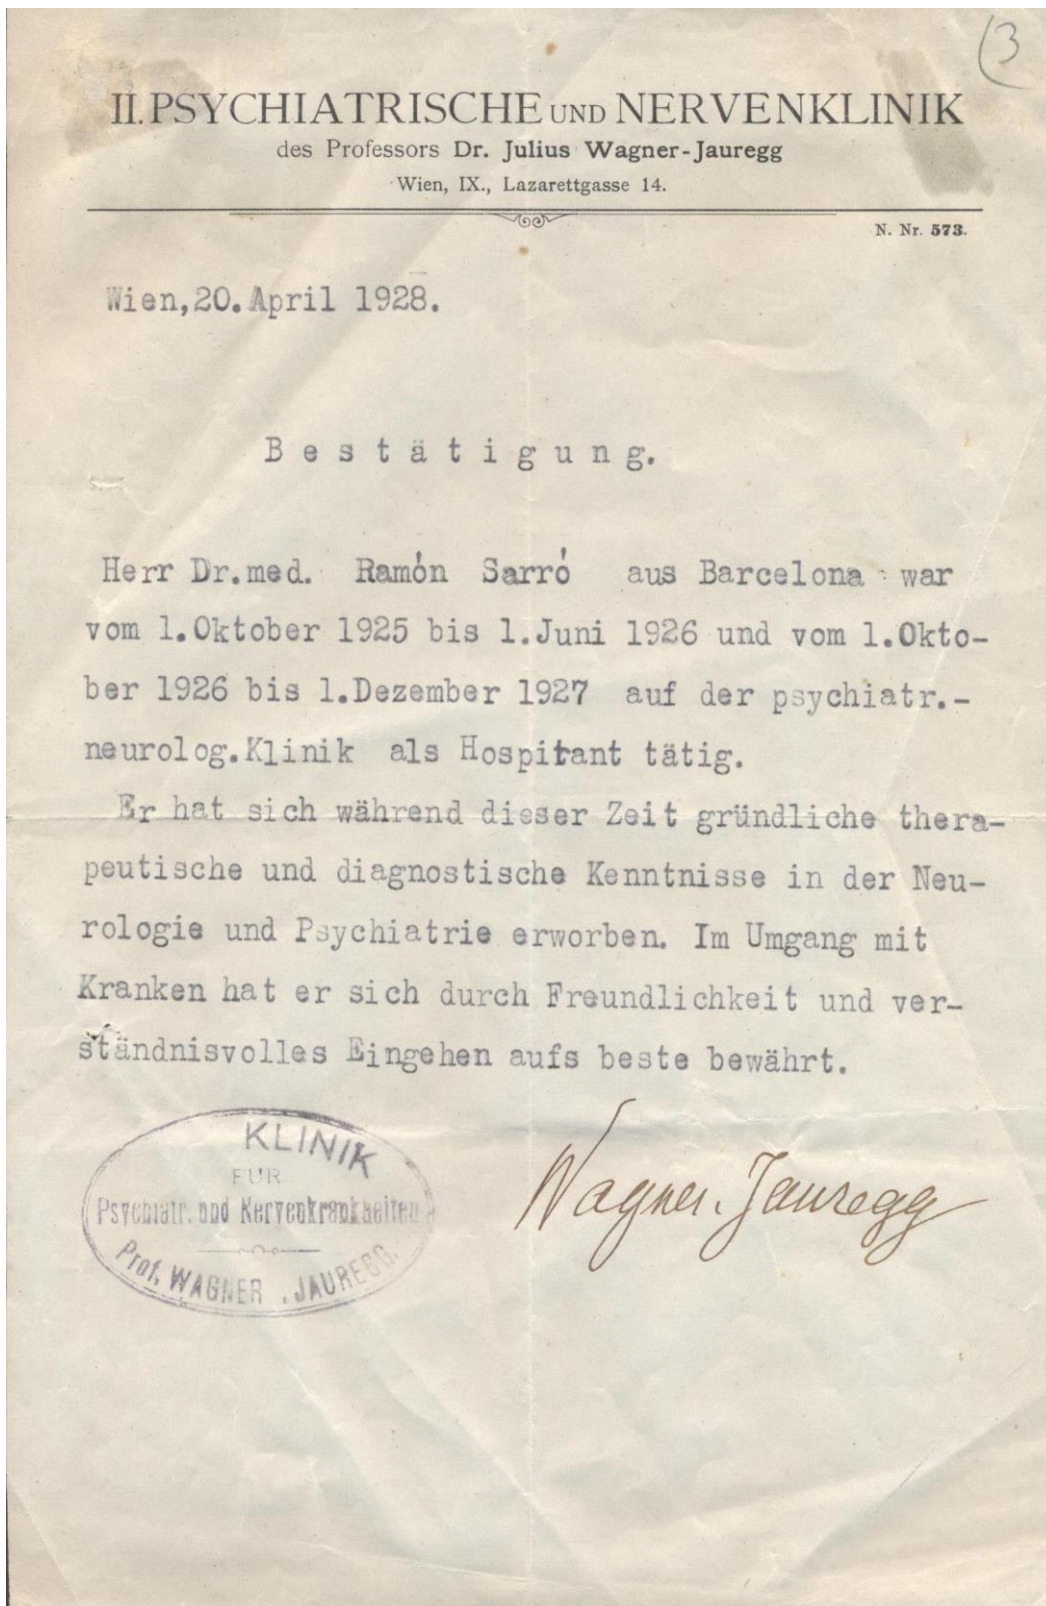 (3
II. PSYCHIATRISCHE UND NERVENKLINIK
des Professors Dr. Julius Wagner-Jauregg
Wien, IX., Lazarettgasse 14.
N. Nr. 573.
Wien, 20. April 1928.
Bestätigung.
Herr Dr.med. Ramón Sarró aus Barcelona war
vom 1.Oktober 1925 bis 1.Juni 1926 und vom 1.Okto-
ber 1926 bis 1.Dezember 1927 auf der psychiatr.-
neurolog.Klinik als Hospitant tätig.
Er hat sich während dieser Zeit gründliche thera-
peutische und diagnostische Kenntnisse in der Neu-
rologie und Psychiatrie erworben. Im Umgang mit
Kranken hat er sich durch Freundlichkeit und ver-
ständnisvolles Eingehen aufs beste bewährt.
KLINIK
FÜR
Psychiatr. und Nervenkrankheiten
Prof. WAGNER . JAUREGG.
Wagner-Jauregg